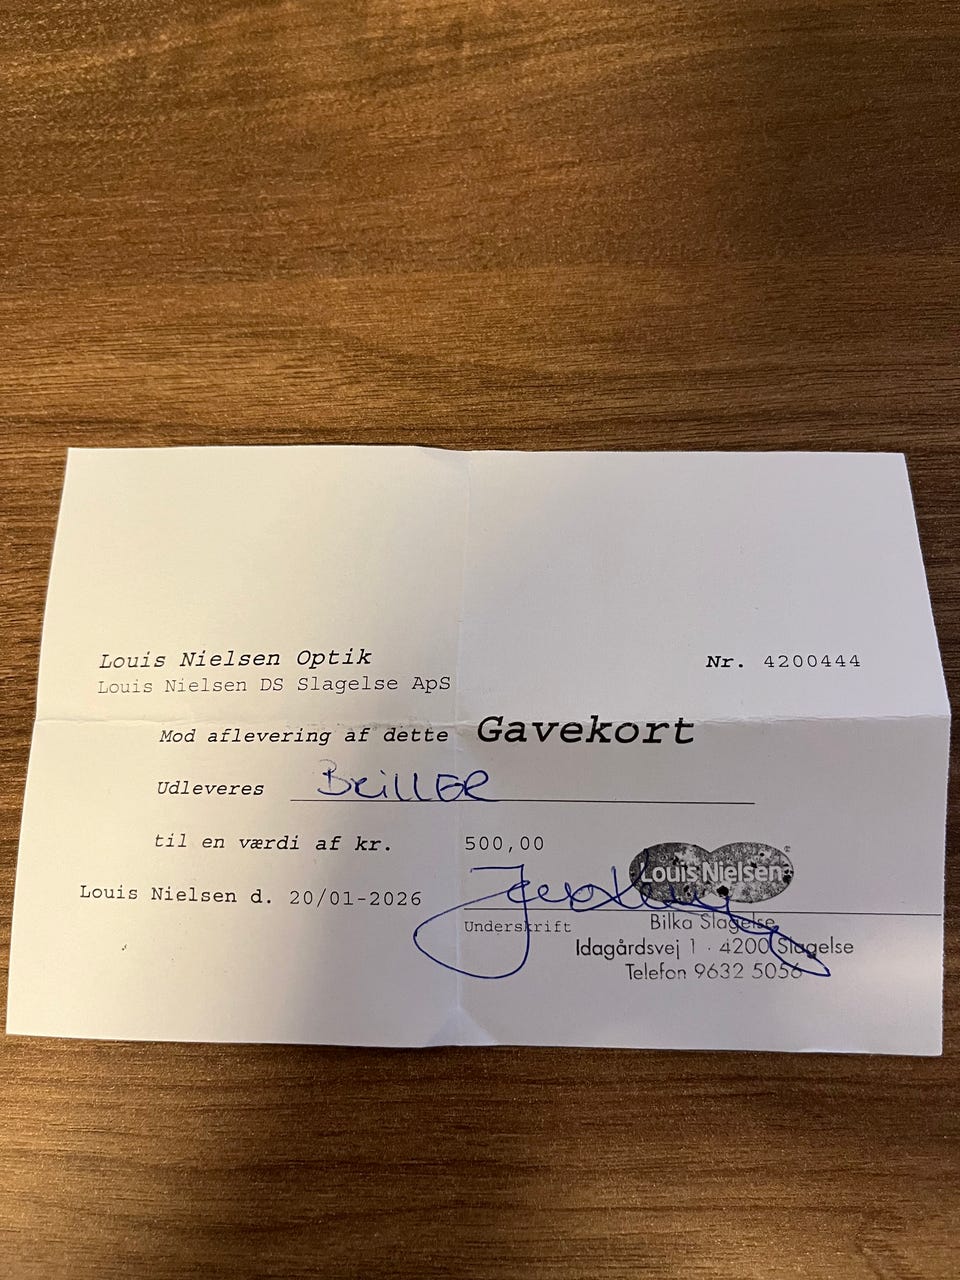 Louis Nielsen Optik
Nr. 4200444
Louis Nielsen DS Slagelse ApS
Mod aflevering af dette Gavekort
Udleveres BRiLLER
til en værdi af kr. 500,00
Louis Nielsen
Louis Nielsen d. 20/01-2026
Underskrift
Bilka Slagelse
Idagårdsvej 1 · 4200 Slagelse
Telefon 9632 5056